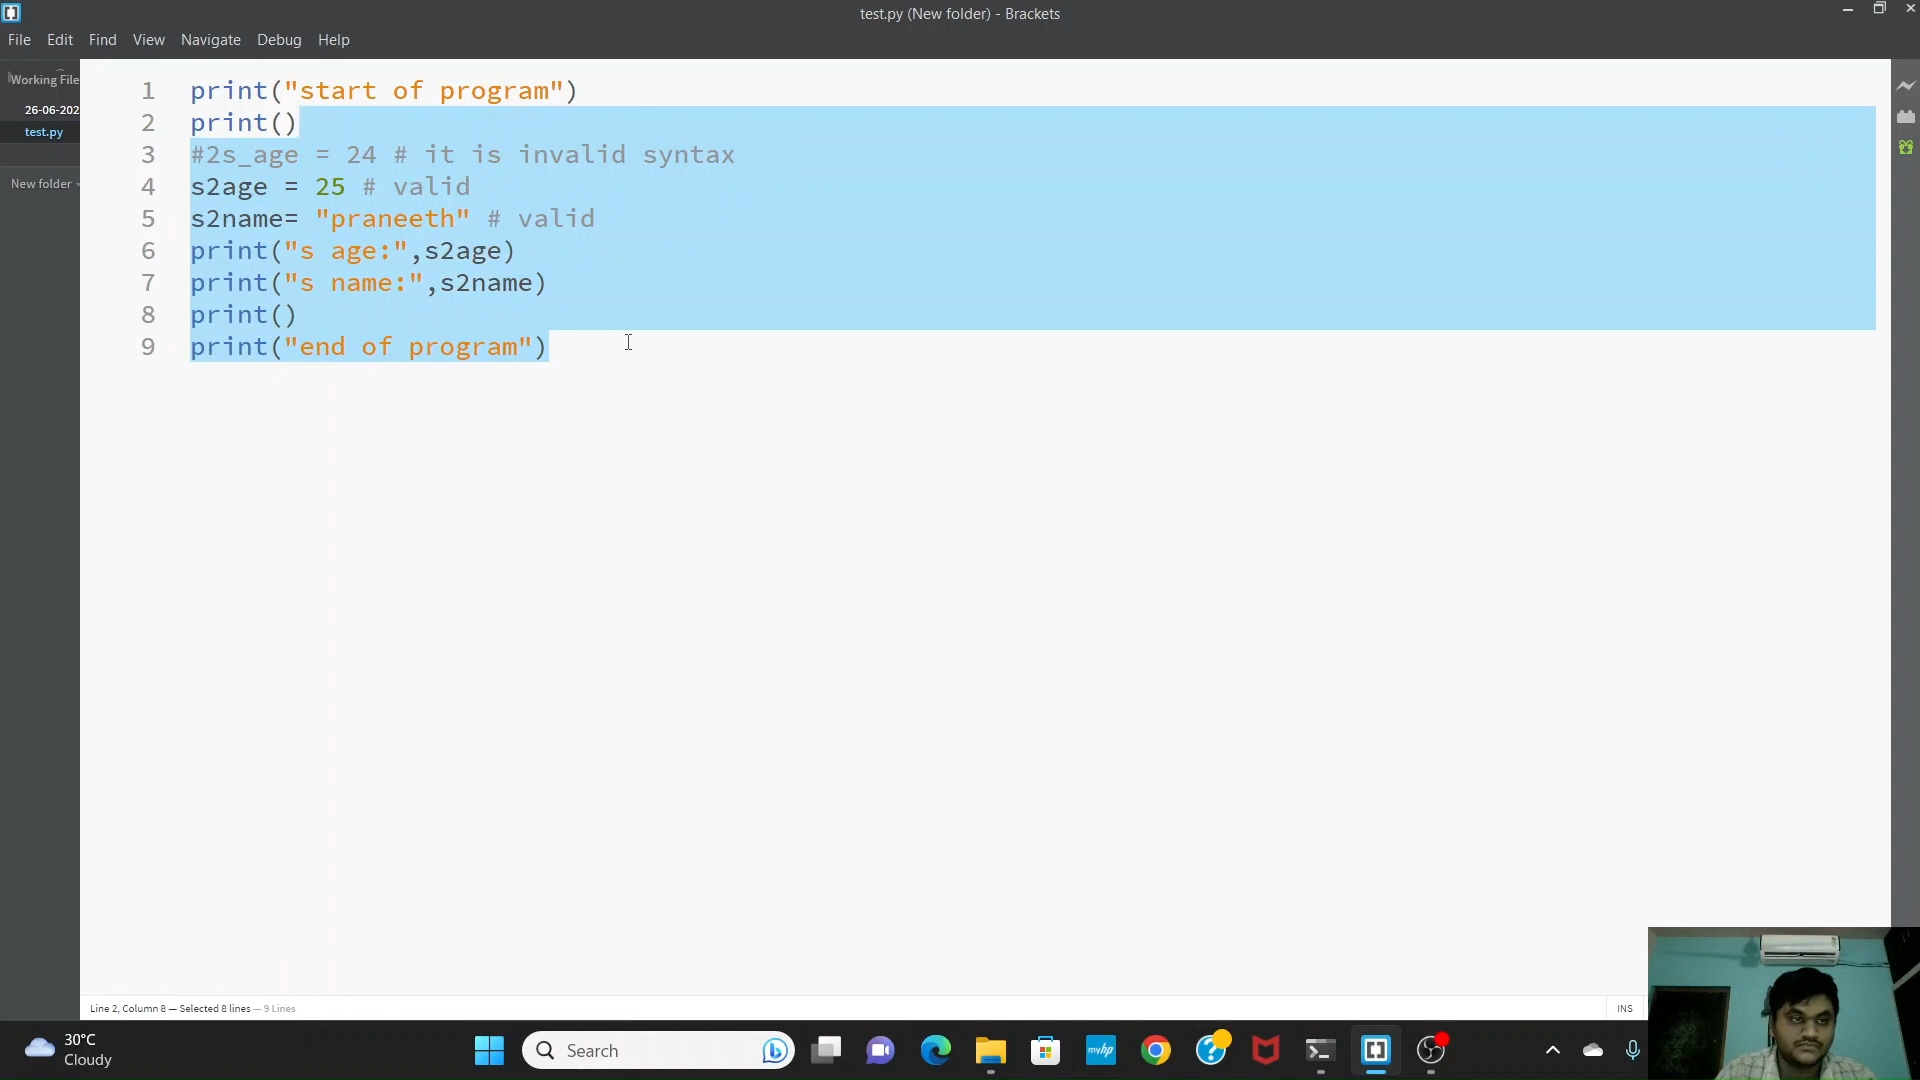 test.py (New folder) - Brackets
File Edit Find View Navigate Debug Help
Working File
26-06-202
test.py
New folder
1 print("start of program")
2 print()
3 #2s_age = 24 # it is invalid syntax
4 s2age = 25 # valid
5 s2name= "praneeth" # valid
6 print("s age:",s2age)
7 print("s name:",s2name)
8 print()
9 print("end of program")
Line 2, Column 8 — Selected 8 lines — 9 Lines
INS
30°C
Cloudy
Search
myhp